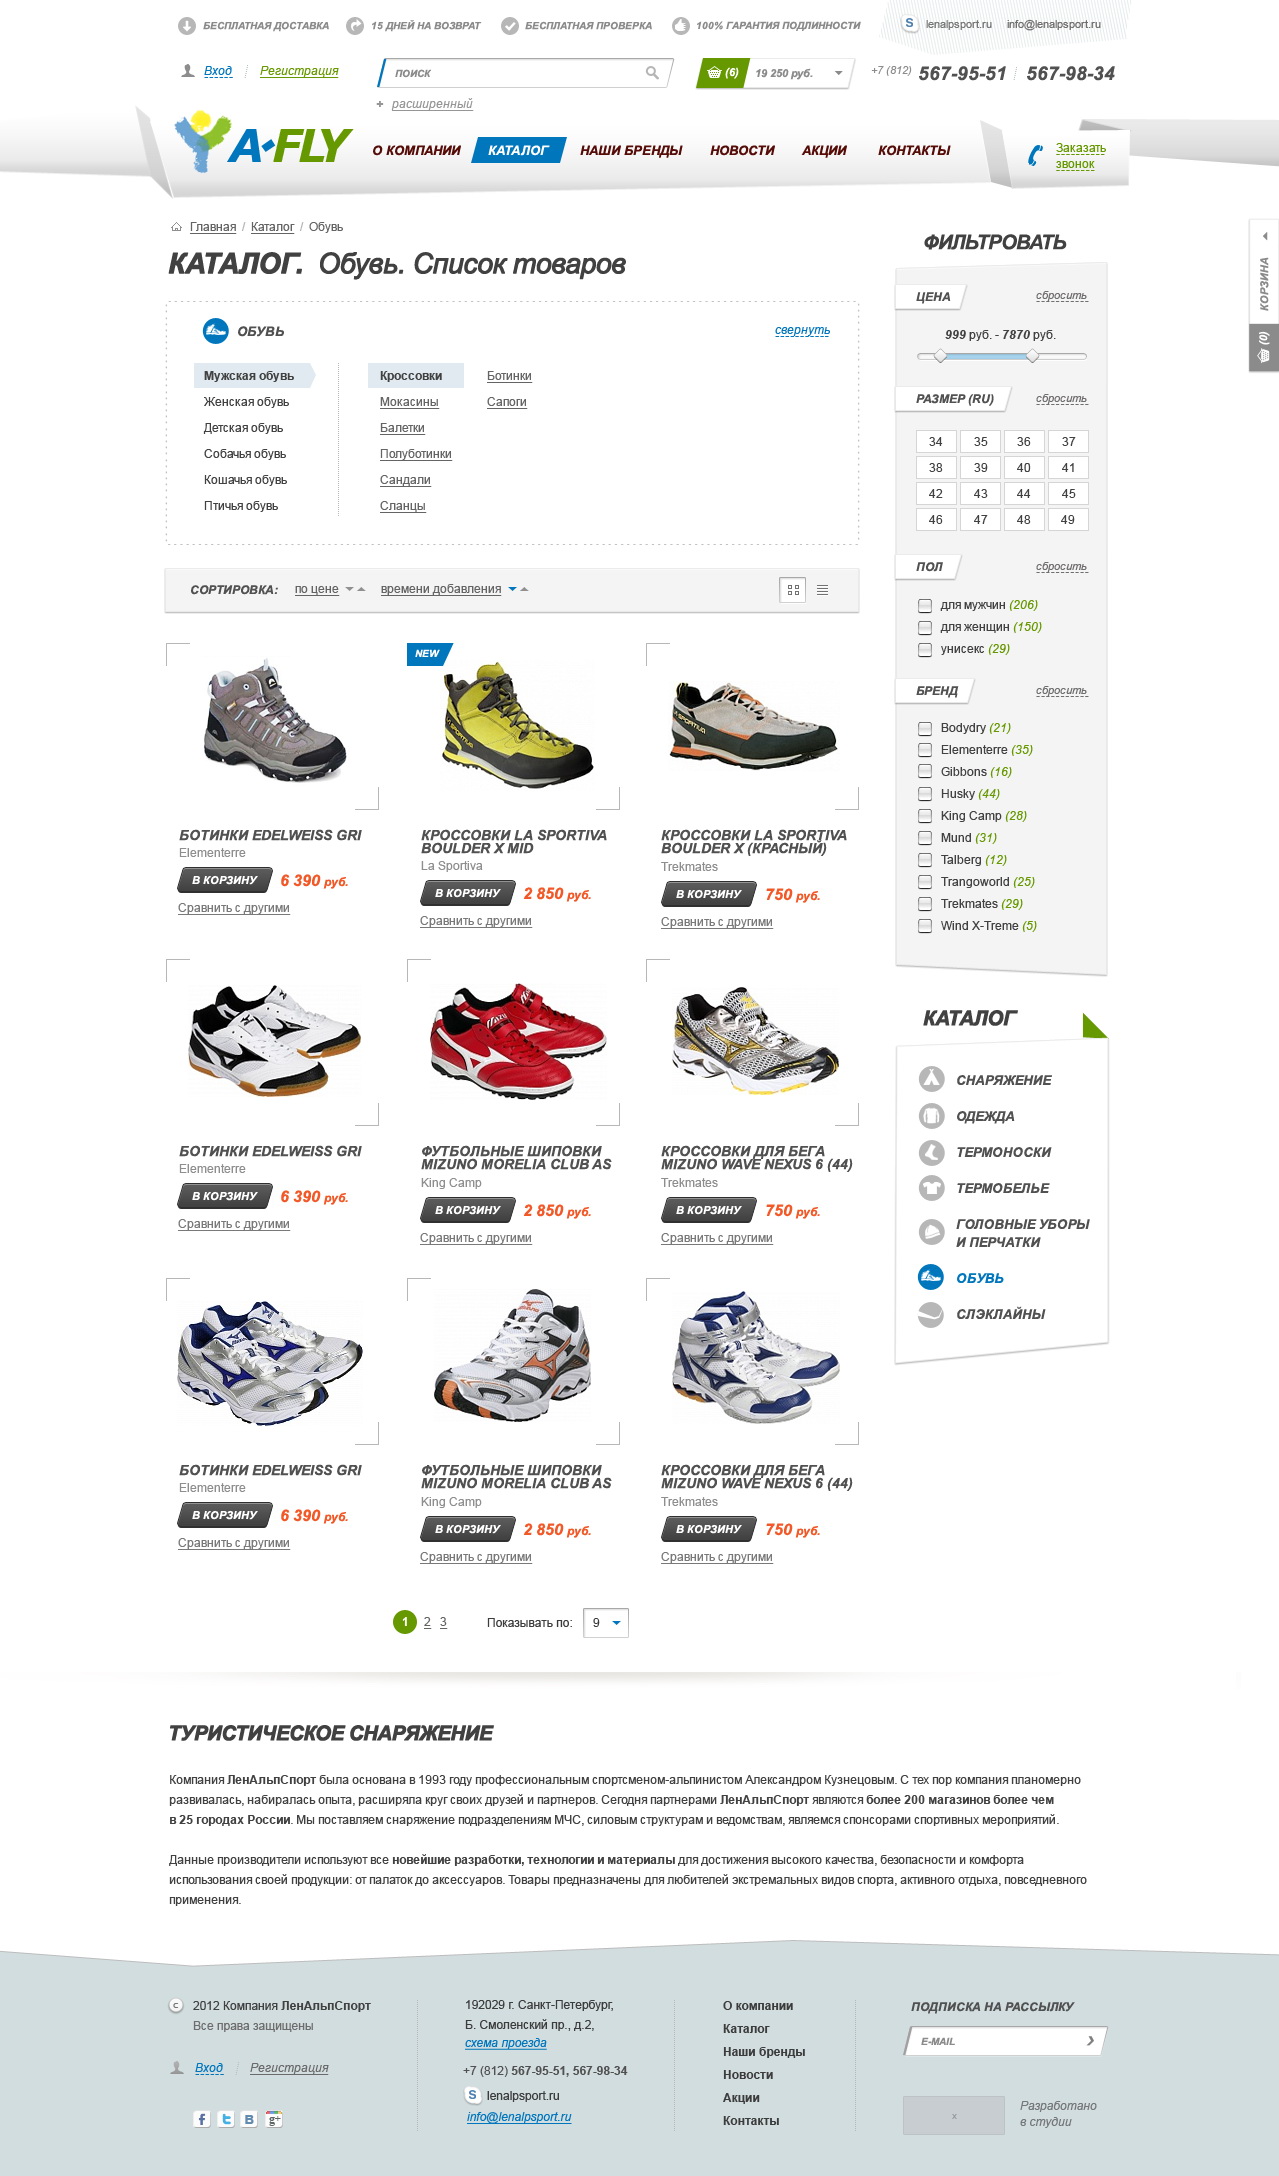 БЕСПЛАТНАЯ ДОСТАВКА
15 ДНЕЙ НА ВОЗВРАТ
БЕСПЛАТНАЯ ПРОВЕРКА
100% ГАРАНТИЯ ПОДЛИННОСТИ
lenalpsport.ru
info@lenalpsport.ru
Вход
Регистрация
ПОИСК
(6)
19 250 руб.
+7 (812) 567-95-51
567-98-34
+ расширенный
A•FLY
О КОМПАНИИ
КАТАЛОГ
НАШИ БРЕНДЫ
НОВОСТИ
АКЦИИ
КОНТАКТЫ
Заказать
звонок
Главная / Каталог / Обувь
КАТАЛОГ. Обувь. Список товаров
ОБУВЬ
свернуть
Мужская обувь
Женская обувь
Детская обувь
Собачья обувь
Кошачья обувь
Птичья обувь
Кроссовки
Мокасины
Балетки
Полуботинки
Сандали
Сланцы
Ботинки
Сапоги
СОРТИРОВКА:
по цене
времени добавления
NEW
БОТИНКИ EDELWEISS GRI
Elementerre
В КОРЗИНУ
6 390 руб.
Сравнить с другими
КРОССОВКИ LA SPORTIVA
BOULDER X MID
La Sportiva
В КОРЗИНУ
2 850 руб.
Сравнить с другими
КРОССОВКИ LA SPORTIVA
BOULDER X (КРАСНЫЙ)
Trekmates
В КОРЗИНУ
750 руб.
Сравнить с другими
БОТИНКИ EDELWEISS GRI
Elementerre
В КОРЗИНУ
6 390 руб.
Сравнить с другими
ФУТБОЛЬНЫЕ ШИПОВКИ
MIZUNO MORELIA CLUB AS
King Camp
В КОРЗИНУ
2 850 руб.
Сравнить с другими
КРОССОВКИ ДЛЯ БЕГА
MIZUNO WAVE NEXUS 6 (44)
Trekmates
В КОРЗИНУ
750 руб.
Сравнить с другими
БОТИНКИ EDELWEISS GRI
Elementerre
В КОРЗИНУ
6 390 руб.
Сравнить с другими
ФУТБОЛЬНЫЕ ШИПОВКИ
MIZUNO MORELIA CLUB AS
King Camp
В КОРЗИНУ
2 850 руб.
Сравнить с другими
КРОССОВКИ ДЛЯ БЕГА
MIZUNO WAVE NEXUS 6 (44)
Trekmates
В КОРЗИНУ
750 руб.
Сравнить с другими
1 2 3
Показывать по:
9
ФИЛЬТРОВАТЬ
ЦЕНА
сбросить
999 руб. - 7870 руб.
РАЗМЕР (RU)
сбросить
34 35 36 37
38 39 40 41
42 43 44 45
46 47 48 49
ПОЛ
сбросить
для мужчин (206)
для женщин (150)
унисекс (29)
БРЕНД
сбросить
Bodydry (21)
Elementerre (35)
Gibbons (16)
Husky (44)
King Camp (28)
Mund (31)
Talberg (12)
Trangoworld (25)
Trekmates (29)
Wind X-Treme (5)
КОРЗИНА
(0)
КАТАЛОГ
СНАРЯЖЕНИЕ
ОДЕЖДА
ТЕРМОНОСКИ
ТЕРМОБЕЛЬЕ
ГОЛОВНЫЕ УБОРЫ
И ПЕРЧАТКИ
ОБУВЬ
СЛЭКЛАЙНЫ
ТУРИСТИЧЕСКОЕ СНАРЯЖЕНИЕ
Компания ЛенАльпСпорт была основана в 1993 году профессиональным спортсменом-альпинистом Александром Кузнецовым. С тех пор компания планомерно
развивалась, набиралась опыта, расширяла круг своих друзей и партнеров. Сегодня партнерами ЛенАльпСпорт являются более 200 магазинов более чем
в 25 городах России. Мы поставляем снаряжение подразделениям МЧС, силовым структурам и ведомствам, являемся спонсорами спортивных мероприятий.
Данные производители используют все новейшие разработки, технологии и материалы для достижения высокого качества, безопасности и комфорта
использования своей продукции: от палаток до аксессуаров. Товары предназначены для любителей экстремальных видов спорта, активного отдыха, повседневного
применения.
2012 Компания ЛенАльпСпорт
Все права защищены
Вход
Регистрация
192029 г. Санкт-Петербург,
Б. Смоленский пр., д.2,
схема проезда
+7 (812) 567-95-51, 567-98-34
lenalpsport.ru
info@lenalpsport.ru
О компании
Каталог
Наши бренды
Новости
Акции
Контакты
ПОДПИСКА НА РАССЫЛКУ
E-MAIL
x
Разработано
в студии